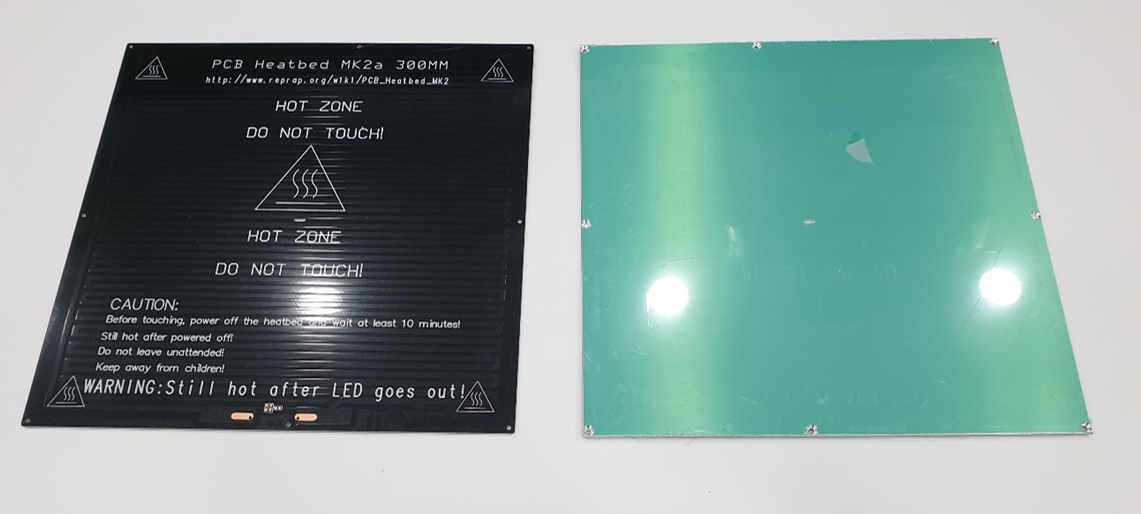 PCB Heatbed MK2a 300MM
http://www.reprap.org/wiki/PCB_Heatbed_MK2
HOT ZONE
DO NOT TOUCH!
HOT ZONE
DO NOT TOUCH!
CAUTION:
Before touching, power off the heatbed and wait at least 10 minutes!
Still hot after powered off!
Do not leave unattended!
Keep away from children!
WARNING:Still hot after LED goes out!